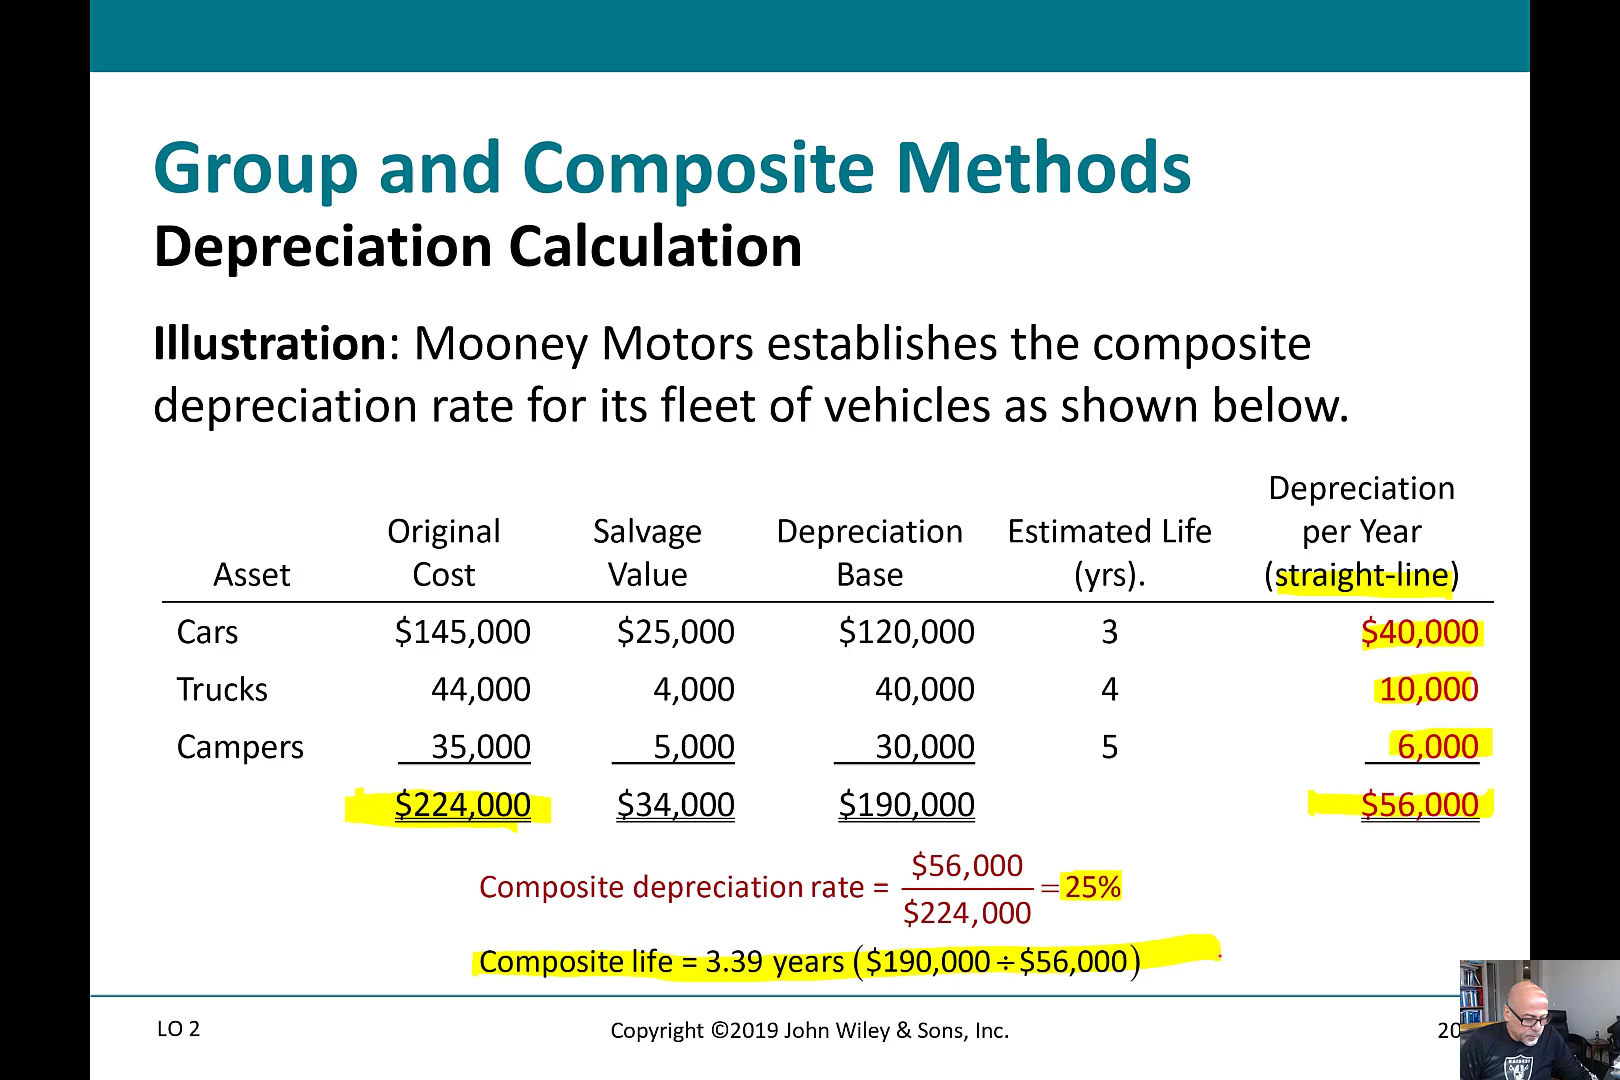 Group and Composite Methods
Depreciation Calculation
Illustration: Mooney Motors establishes the composite
depreciation rate for its fleet of vehicles as shown below.
Asset Original Cost Salvage Value Depreciation Base Estimated Life (yrs). Depreciation per Year (straight-line)
Cars $145,000 $25,000 $120,000 3 $40,000
Trucks 44,000 4,000 40,000 4 10,000
Campers 35,000 5,000 30,000 5 6,000
$224,000 $34,000 $190,000 $56,000
Composite depreciation rate = $56,000 / $224,000 = 25%
Composite life = 3.39 years ($190,000 ÷ $56,000)
LO 2 Copyright ©2019 John Wiley & Sons, Inc. 20
RAIDERS